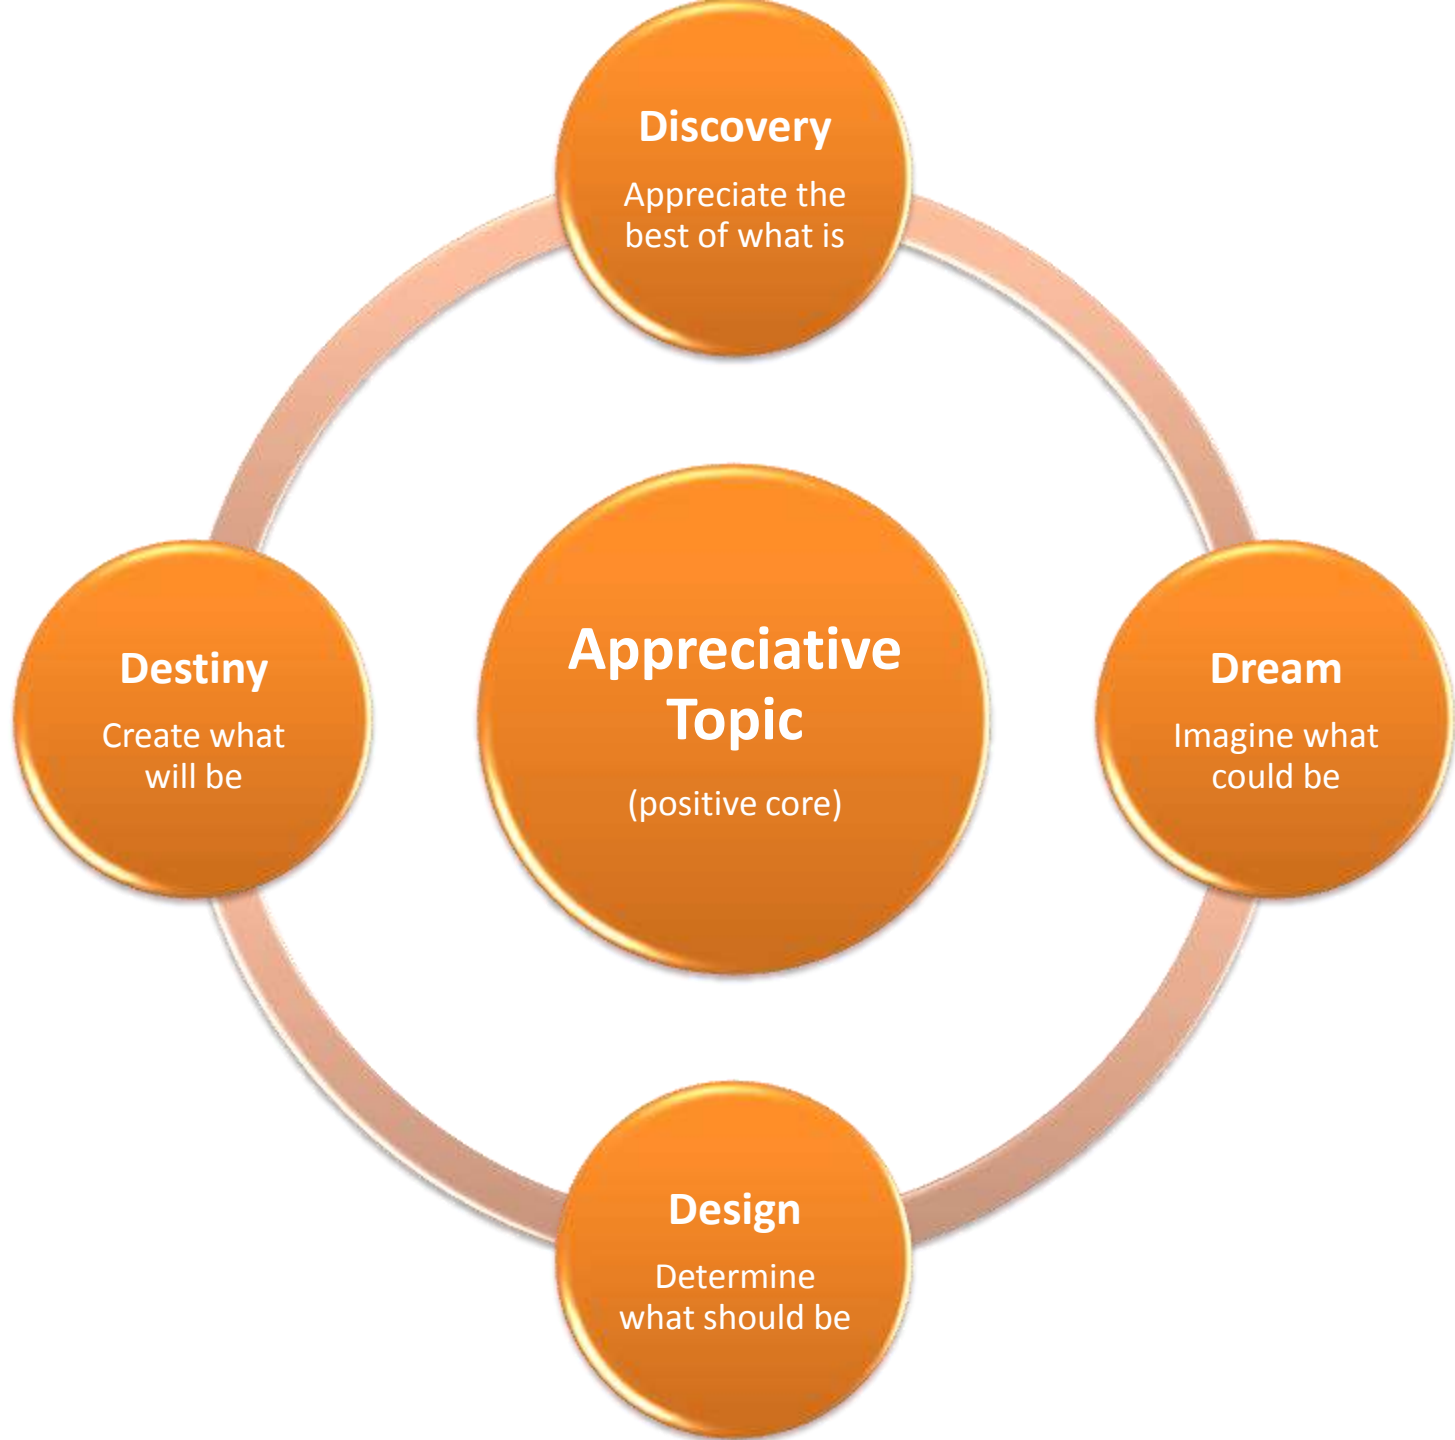 Discovery
Appreciate the
best of what is
Appreciative
Topic
(positive core)
Destiny
Create what
will be
Dream
Imagine what
could be
Design
Determine
what should be